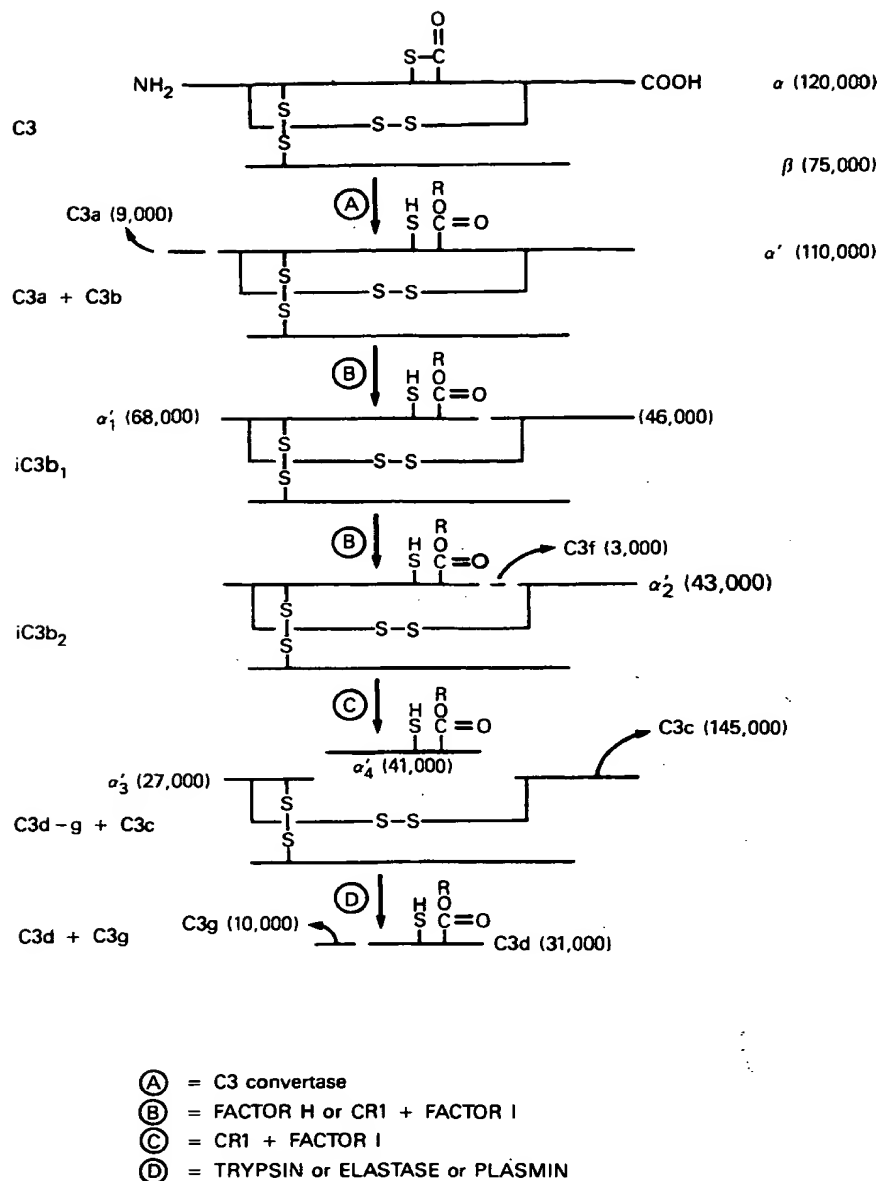 O
S–C
NH₂
COOH
α (120,000)
S
S
S–S
C3
β (75,000)
C3a (9,000)
A
R
H
O
S
C=O
α' (110,000)
S
S
S–S
C3a + C3b
B
R
H
O
S
C=O
α'₁ (68,000)
(46,000)
S
S
S–S
iC3b₁
B
R
H
O
S
C=O
C3f (3,000)
α'₂ (43,000)
S
S
S–S
iC3b₂
C
R
H
O
S
C=O
C3c (145,000)
α'₄ (41,000)
α'₃ (27,000)
S
S
S–S
C3d-g + C3c
D
R
H
O
S
C=O
C3g (10,000)
C3d + C3g
C3d (31,000)
A = C3 convertase
B = FACTOR H or CR1 + FACTOR I
C = CR1 + FACTOR I
D = TRYPSIN or ELASTASE or PLASMIN